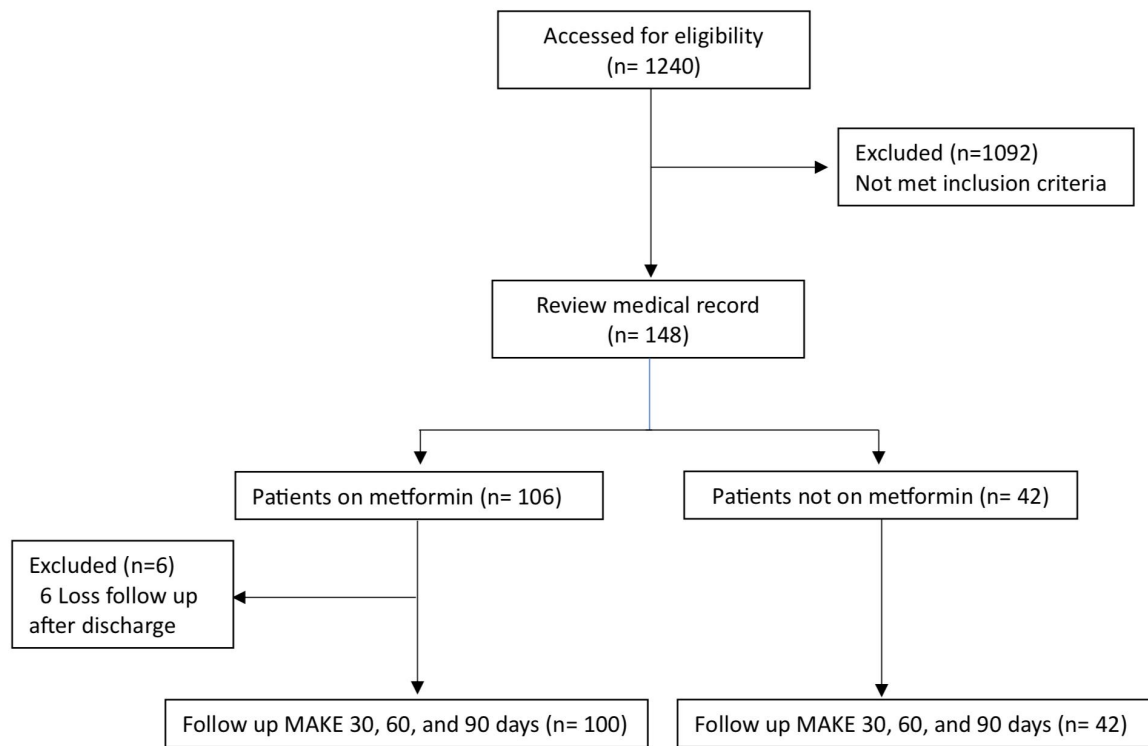 Accessed for eligibility
(n= 1240)
Excluded (n=1092)
Not met inclusion criteria
Review medical record
(n= 148)
Patients on metformin (n= 106)
Patients not on metformin (n= 42)
Excluded (n=6)
6 Loss follow up
after discharge
Follow up MAKE 30, 60, and 90 days (n= 100)
Follow up MAKE 30, 60, and 90 days (n= 42)